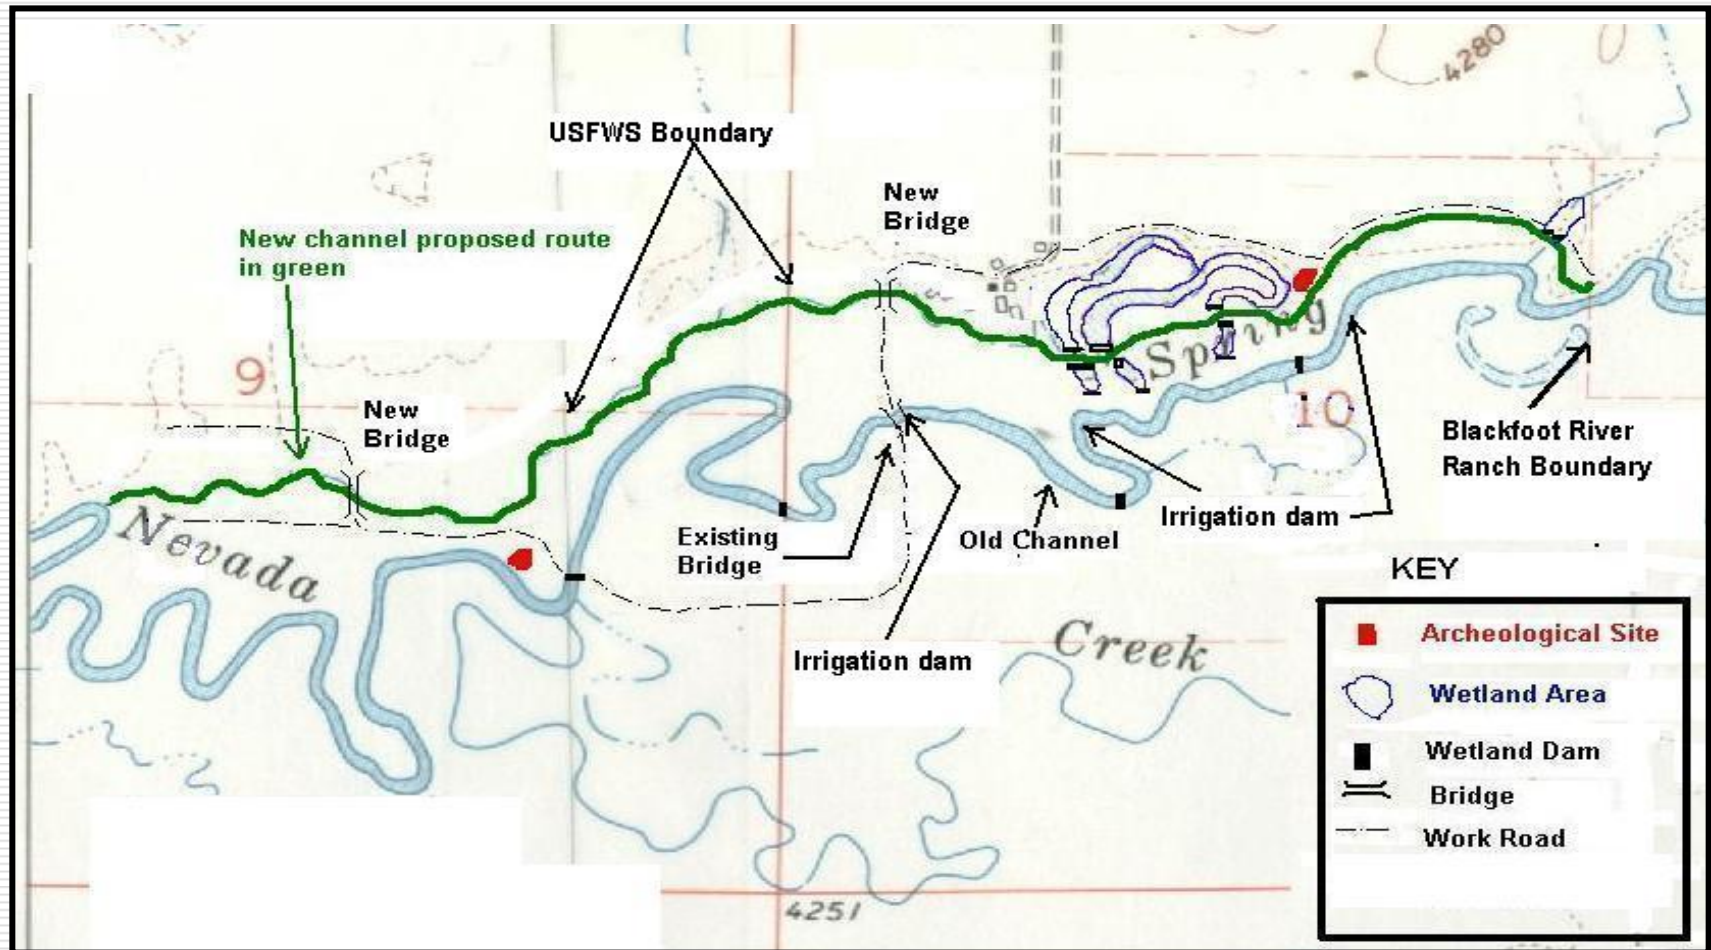 4280
USFWS Boundary
New
Bridge
New channel proposed route
in green
Spring
9
New
Bridge
10
Blackfoot River
Ranch Boundary
Nevada
Existing
Bridge
Old Channel
Irrigation dam
KEY
Irrigation dam
Creek
Archeological Site
Wetland Area
Wetland Dam
Bridge
Work Road
4251